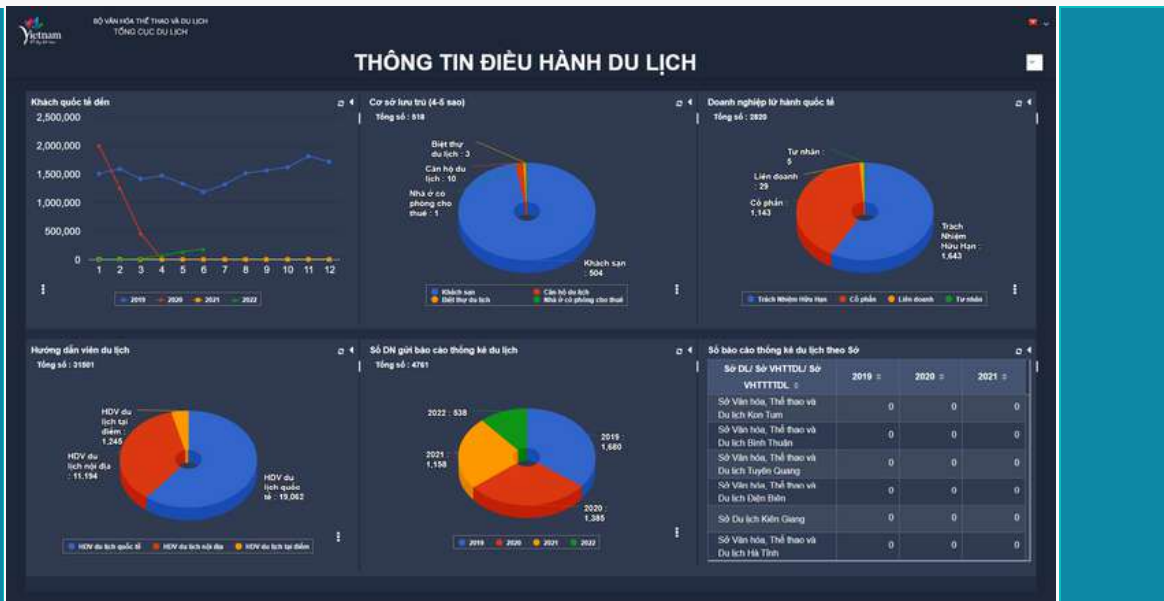 Vietnam
BỘ VĂN HÓA THỂ THAO VÀ DU LỊCH
TỔNG CỤC DU LỊCH
THÔNG TIN ĐIỀU HÀNH DU LỊCH
Khách quốc tế đến
2,500,000
2,000,000
1,500,000
1,000,000
500,000
0
1 2 3 4 5 6 7 8 9 10 11 12
2019 2020 2021 2022
Cơ sở lưu trú (4-5 sao)
Tổng số : 518
Biệt thự
du lịch : 3
Căn hộ du
lịch : 10
Nhà ở có
phòng cho
thuê : 1
Khách sạn
: 504
Khách sạn Căn hộ du lịch
Biệt thự du lịch Nhà ở có phòng cho thuê
Doanh nghiệp lữ hành quốc tế
Tổng số : 2820
Tư nhân :
5
Liên doanh
: 29
Cổ phần :
1,143
Trách
Nhiệm
Hữu Hạn :
1,643
Trách Nhiệm Hữu Hạn Cổ phần Liên doanh Tư nhân
Hướng dẫn viên du lịch
Tổng số : 31501
HDV du
lịch tại
điểm :
1,245
HDV du
lịch nội địa
: 11,194
HDV du
lịch quốc
tế : 19,062
HDV du lịch quốc tế HDV du lịch nội địa HDV du lịch tại điểm
Số DN gửi báo cáo thống kê du lịch
Tổng số : 4761
2022 : 538
2021 :
1,158
2019 :
1,680
2020 :
1,385
2019 2020 2021 2022
Số báo cáo thống kê du lịch theo Sở
Sở DL/ Sở VHTTDL/ Sở
VHTTTTDL 2019 2020 2021
Sở Văn hóa, Thể thao và
Du lịch Kon Tum 0 0 0
Sở Văn hóa, Thể thao và
Du lịch Bình Thuận 0 0 0
Sở Văn hóa, Thể thao và
Du lịch Tuyên Quang 0 0 0
Sở Văn hóa, Thể thao và
Du lịch Điện Biên 0 0 0
Sở Du lịch Kiên Giang 0 0 0
Sở Văn hóa, Thể thao và
Du lịch Hà Tĩnh 0 0 0